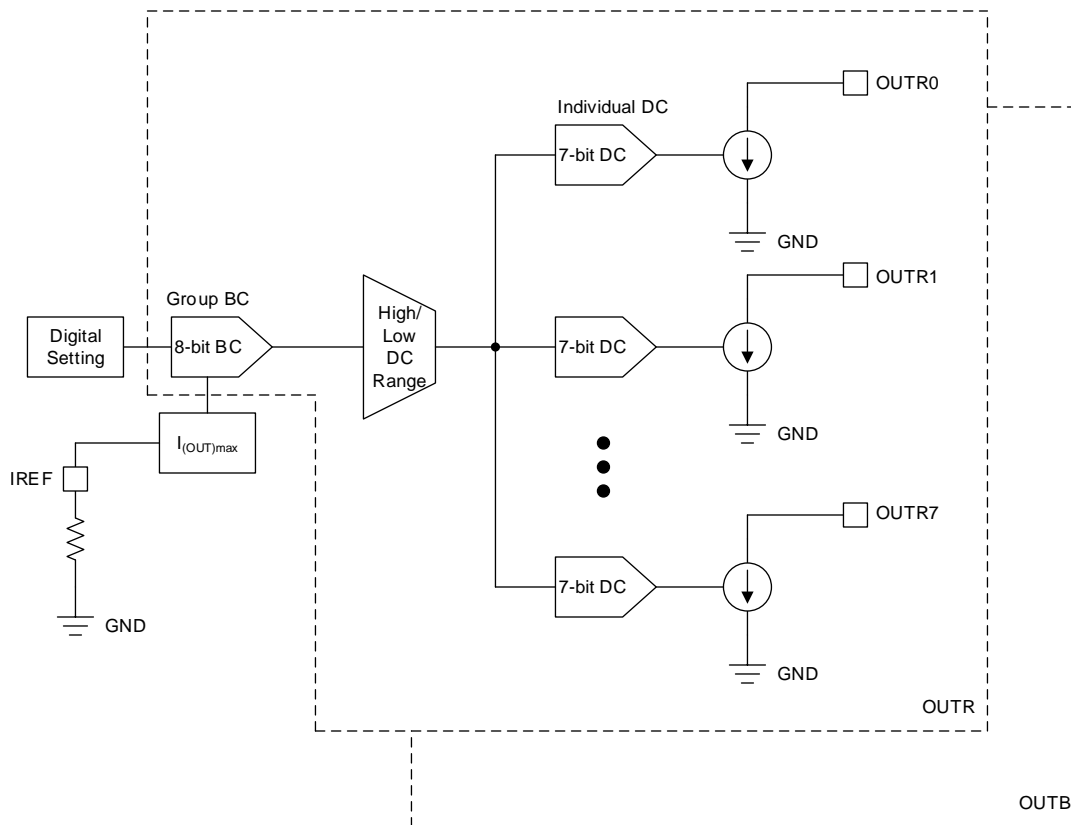 OUTR0
Individual DC
7-bit DC
GND
OUTR1
Group BC
High/
Low
DC
Range
Digital
Setting
8-bit BC
7-bit DC
GND
I(OUT)max
IREF
OUTR7
7-bit DC
GND
GND
OUTR
OUTB